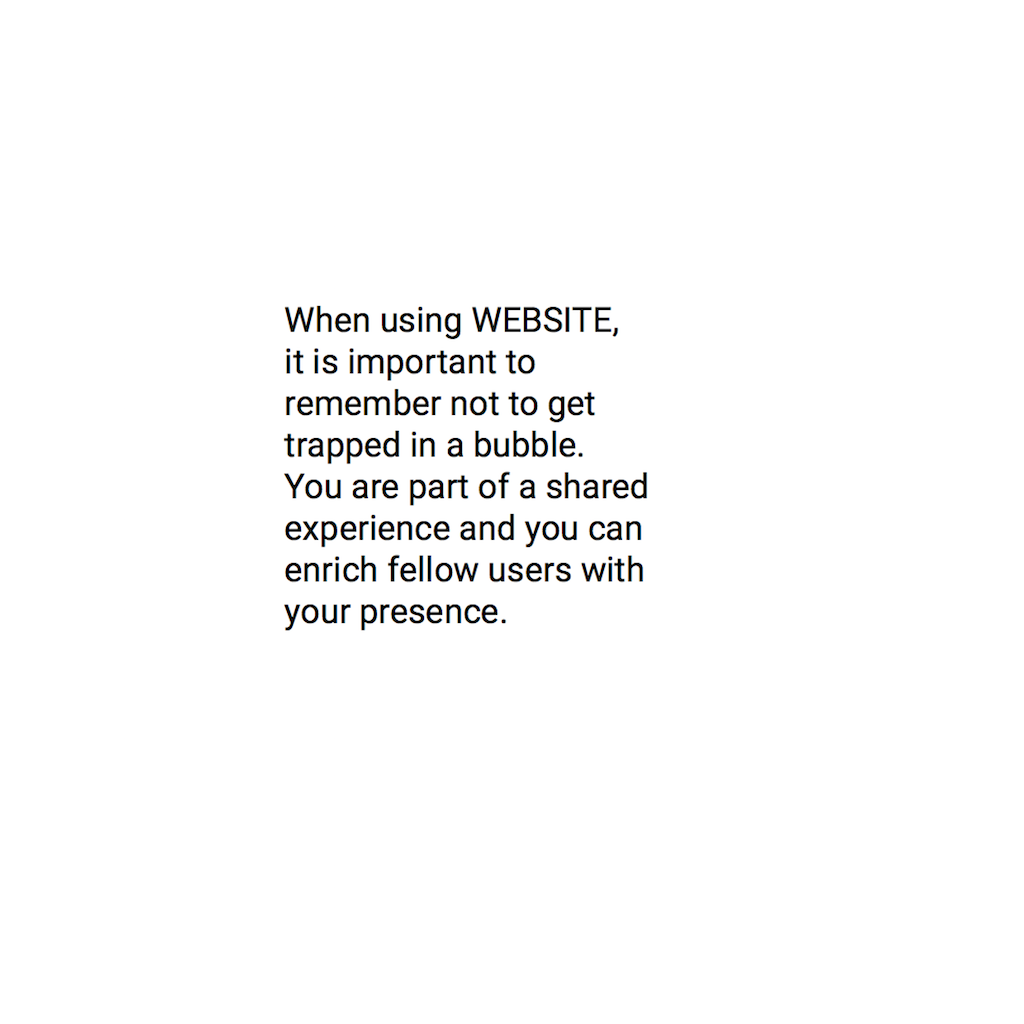 When using WEBSITE,
it is important to
remember not to get
trapped in a bubble.
You are part of a shared
experience and you can
enrich fellow users with
your presence.